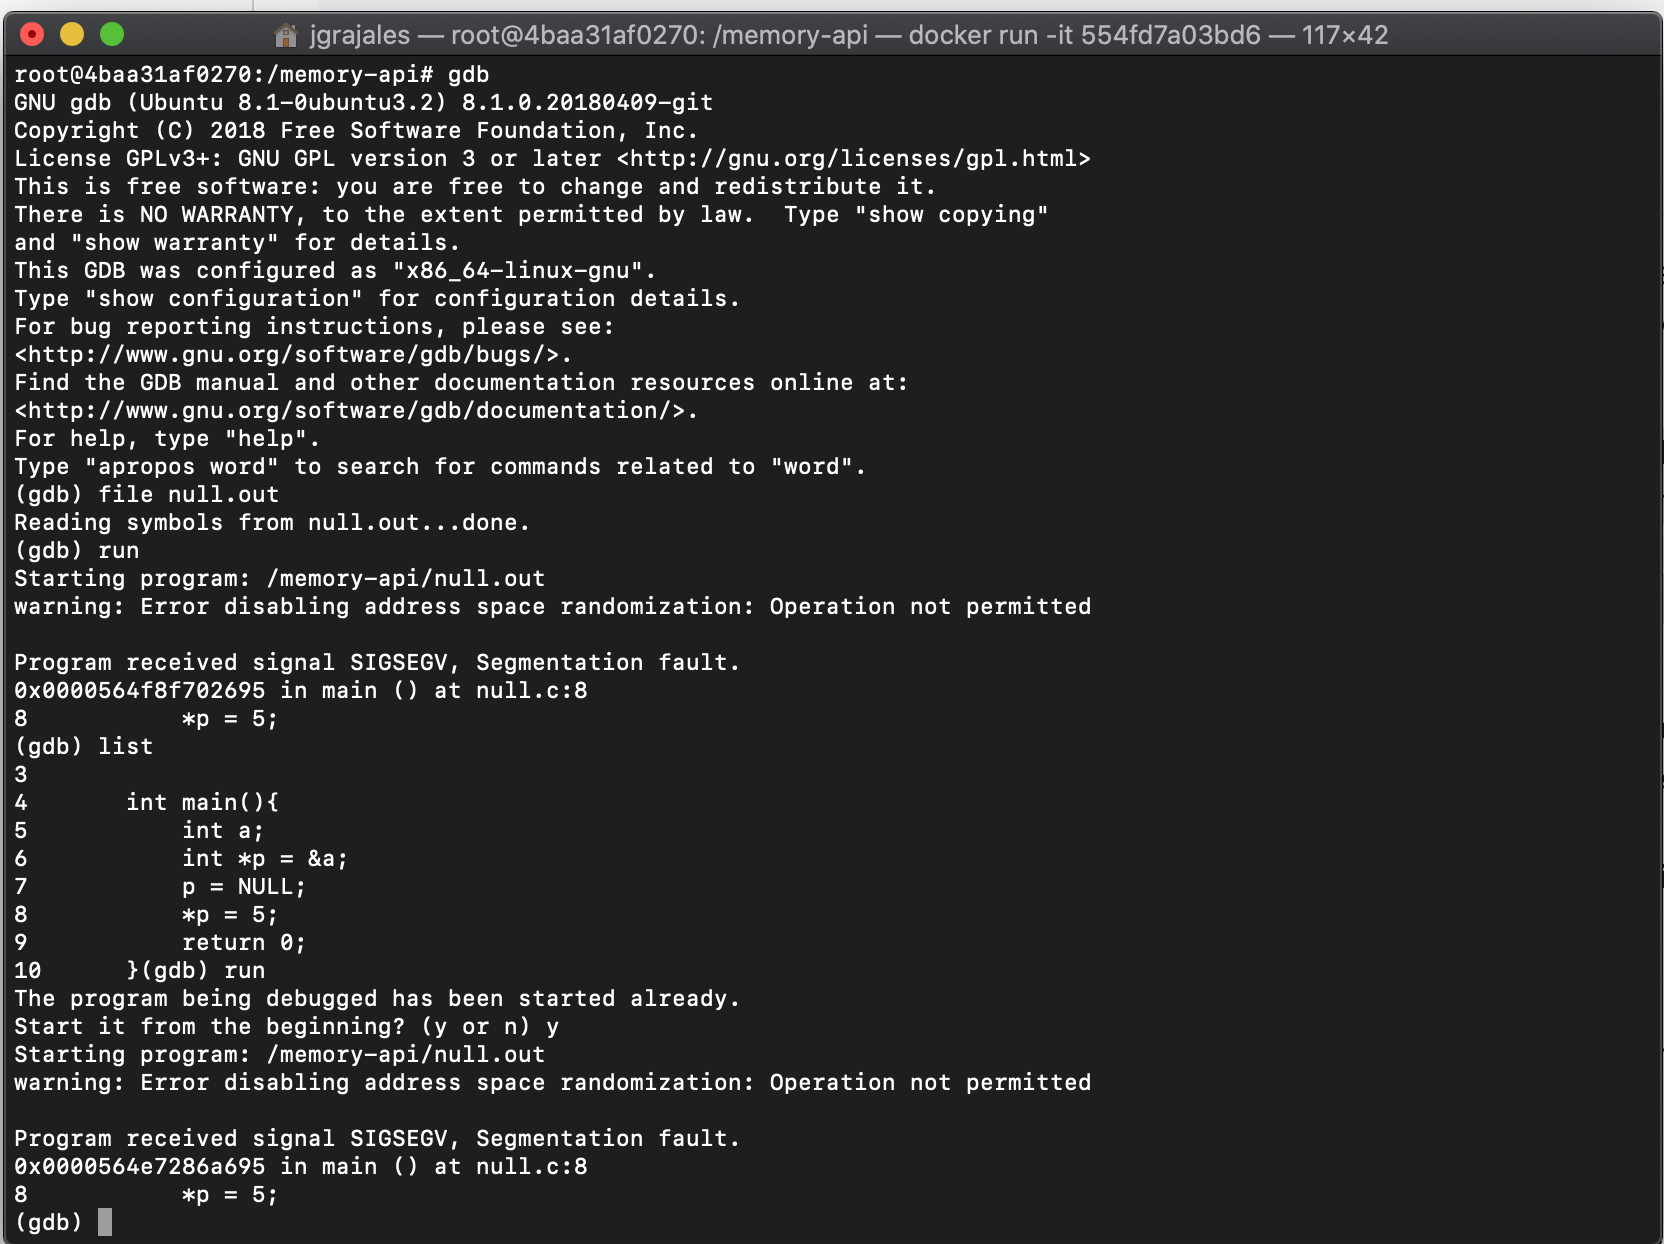 jgrajales — root@4baa31af0270: /memory-api — docker run -it 554fd7a03bd6 — 117×42
root@4baa31af0270:/memory-api# gdb
GNU gdb (Ubuntu 8.1-0ubuntu3.2) 8.1.0.20180409-git
Copyright (C) 2018 Free Software Foundation, Inc.
License GPLv3+: GNU GPL version 3 or later <http://gnu.org/licenses/gpl.html>
This is free software: you are free to change and redistribute it.
There is NO WARRANTY, to the extent permitted by law.  Type "show copying"
and "show warranty" for details.
This GDB was configured as "x86_64-linux-gnu".
Type "show configuration" for configuration details.
For bug reporting instructions, please see:
<http://www.gnu.org/software/gdb/bugs/>.
Find the GDB manual and other documentation resources online at:
<http://www.gnu.org/software/gdb/documentation/>.
For help, type "help".
Type "apropos word" to search for commands related to "word".
(gdb) file null.out
Reading symbols from null.out...done.
(gdb) run
Starting program: /memory-api/null.out
warning: Error disabling address space randomization: Operation not permitted

Program received signal SIGSEGV, Segmentation fault.
0x0000564f8f702695 in main () at null.c:8
8           *p = 5;
(gdb) list
3
4       int main(){
5           int a;
6           int *p = &a;
7           p = NULL;
8           *p = 5;
9           return 0;
10      }(gdb) run
The program being debugged has been started already.
Start it from the beginning? (y or n) y
Starting program: /memory-api/null.out
warning: Error disabling address space randomization: Operation not permitted

Program received signal SIGSEGV, Segmentation fault.
0x0000564e7286a695 in main () at null.c:8
8           *p = 5;
(gdb)